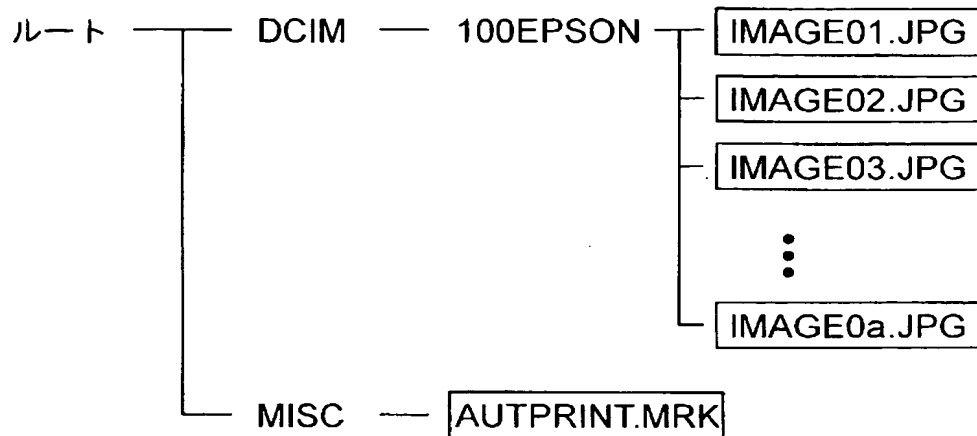 ルート DCIM 100EPSON IMAGE01.JPG
IMAGE02.JPG
IMAGE03.JPG
IMAGE0a.JPG
MISC AUTPRINT.MRK